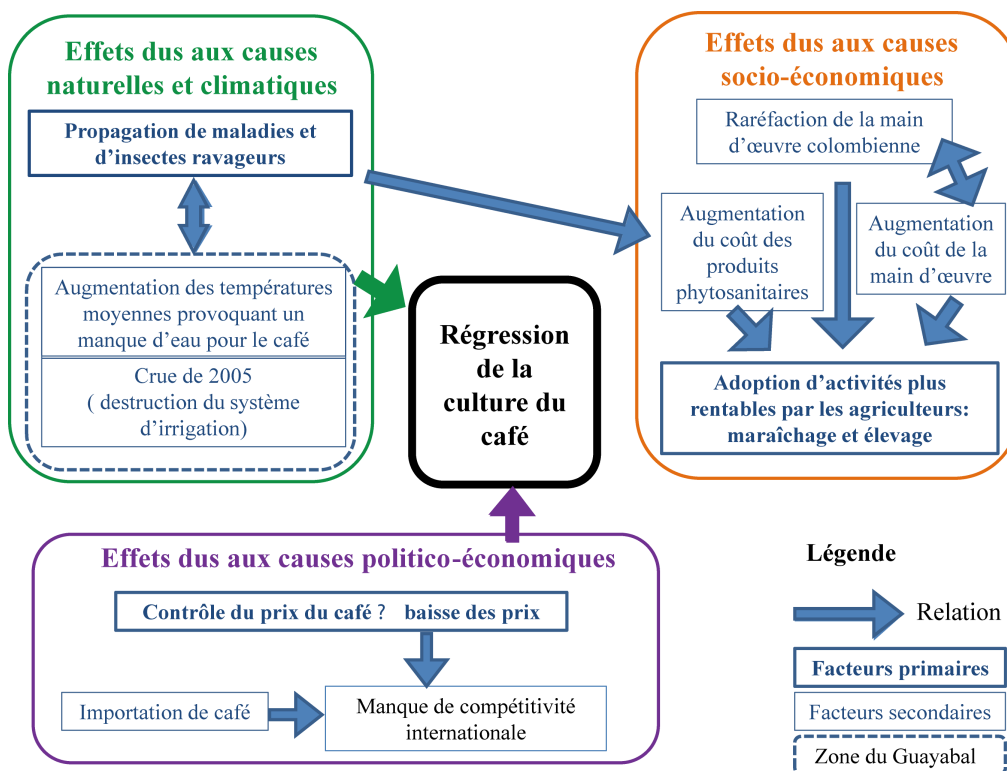 Effets dus aux causes
naturelles et climatiques
Propagation de maladies et
d’insectes ravageurs
Augmentation des températures
moyennes provoquant un
manque d’eau pour le café
Crue de 2005
( destruction du système
d’irrigation)
Régression
de la
culture du
café
Effets dus aux causes
socio-économiques
Raréfaction de la main
d’œuvre colombienne
Augmentation
du coût des
produits
phytosanitaires
Augmentation
du coût de la
main d’œuvre
Adoption d’activités plus
rentables par les agriculteurs:
maraîchage et élevage
Effets dus aux causes politico-économiques
Contrôle du prix du café ? baisse des prix
Importation de café
Manque de compétitivité
internationale
Légende
Relation
Facteurs primaires
Facteurs secondaires
Zone du Guayabal